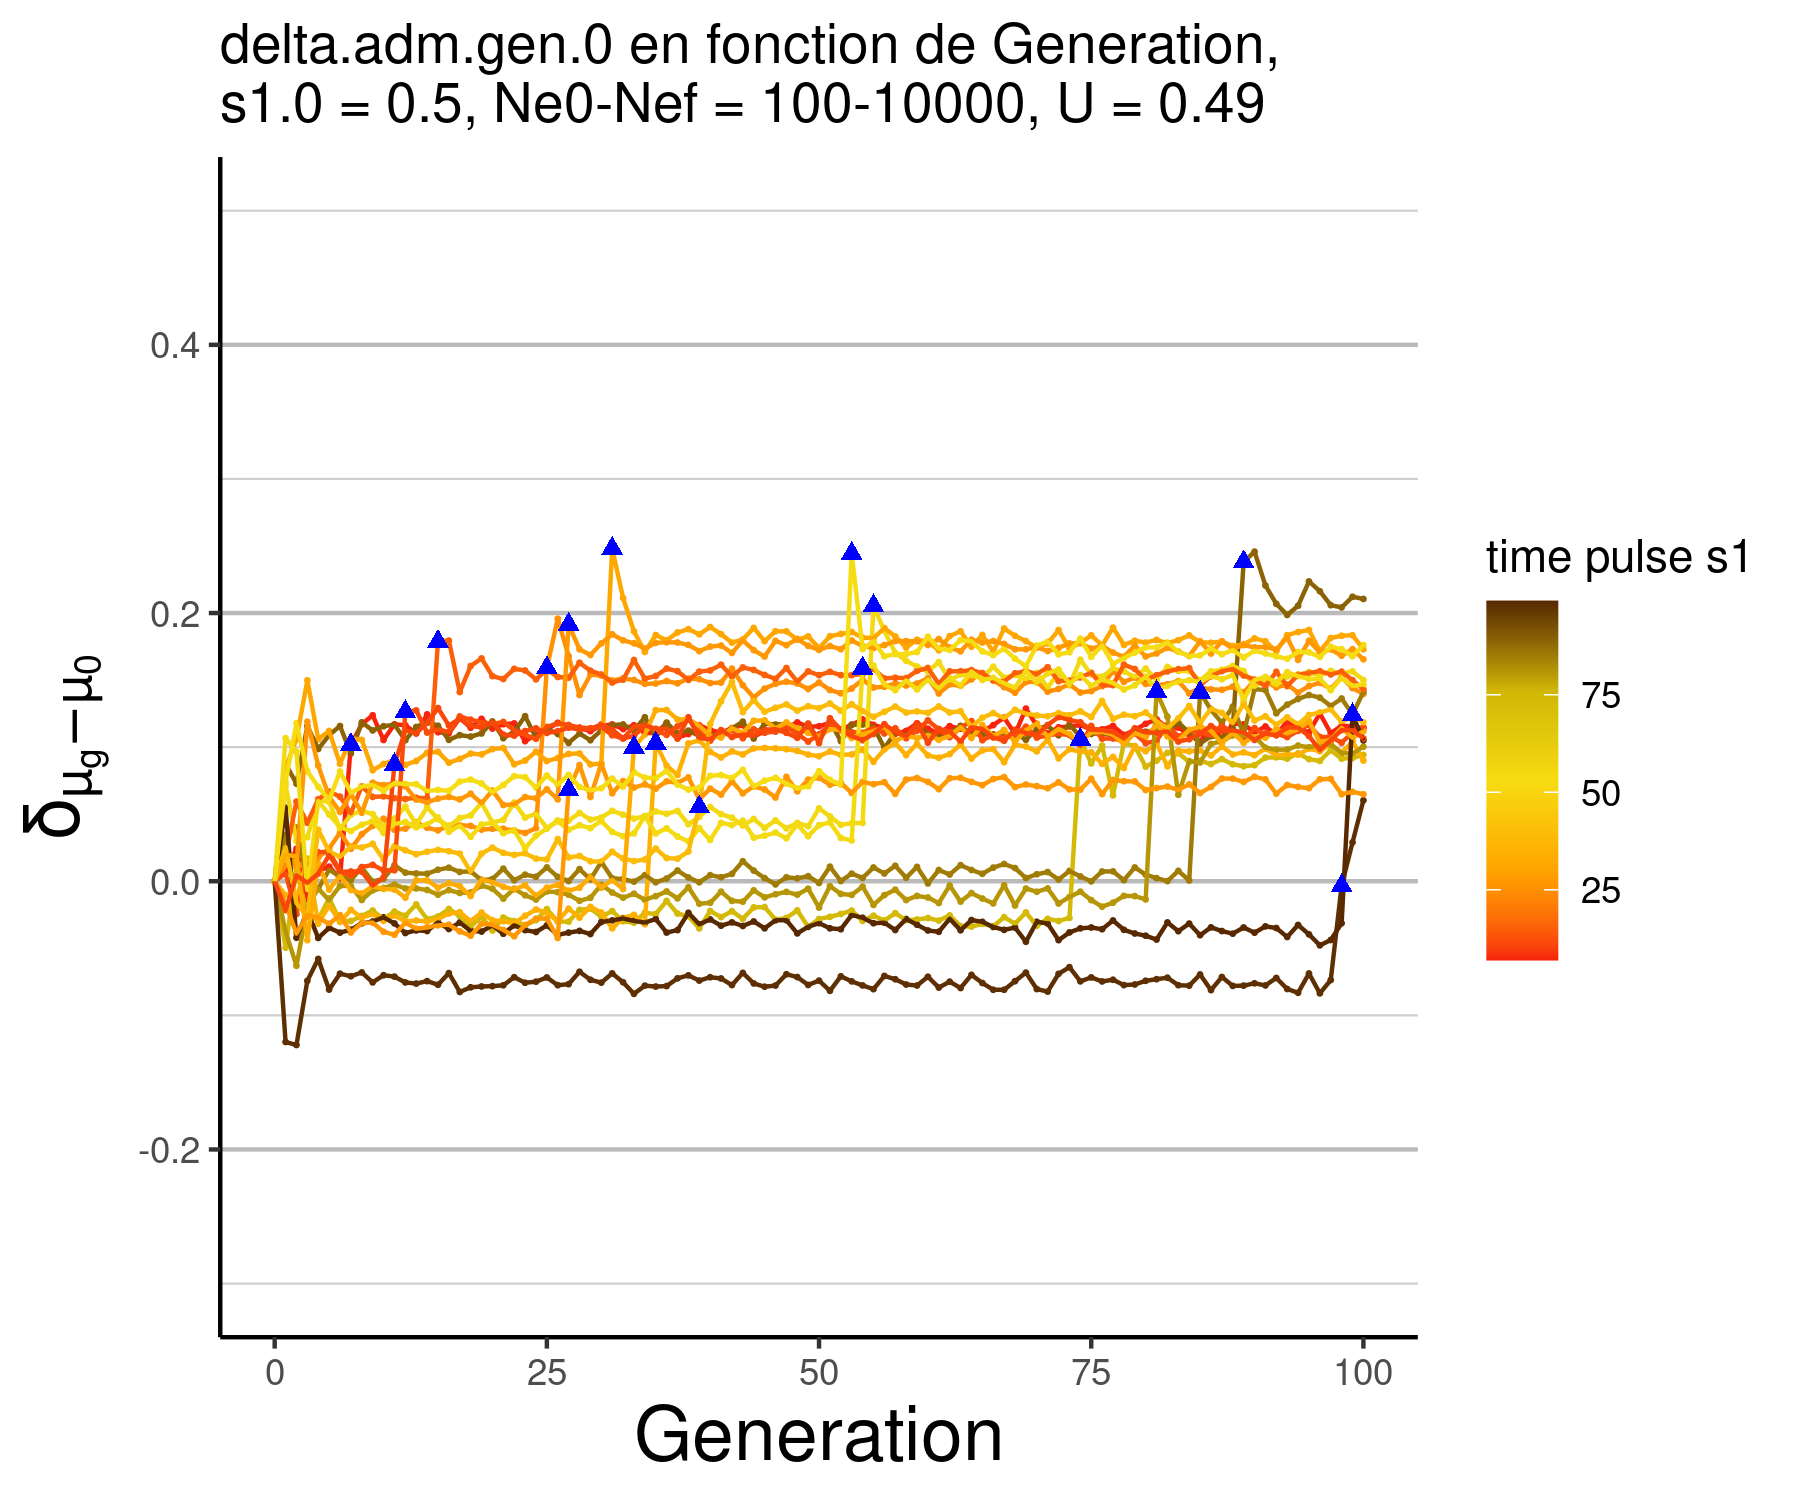 delta.adm.gen.0 en fonction de Generation,
s1.0 = 0.5, Ne0-Nef = 100-10000, U = 0.49
δμg−μ0
0.4
0.2
0.0
-0.2
0
25
50
75
100
Generation
time pulse s1
75
50
25